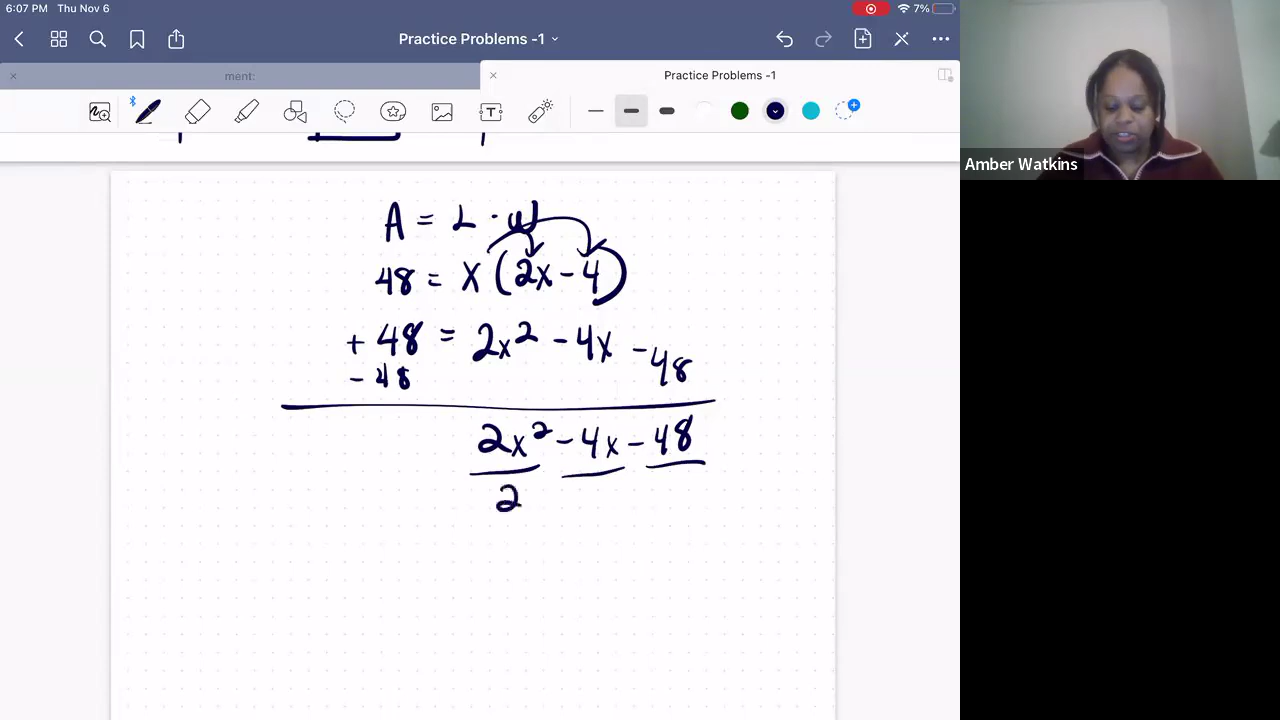 6:07 PM Thu Nov 6 7%
Practice Problems -1
ment:
Practice Problems -1
T
Amber Watkins
A = L · W
48 = x (2x - 4)
+ 48 = 2x² - 4x - 48
- 48
2x² - 4x - 48
2